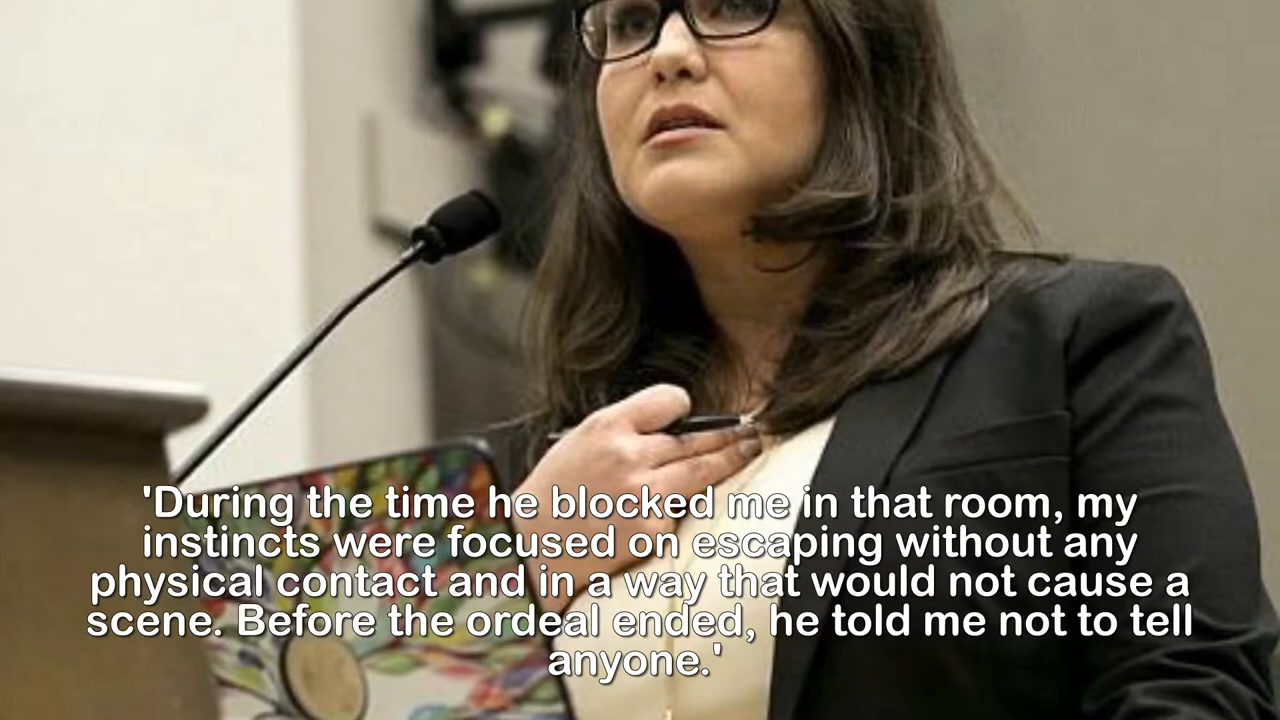 'During the time he blocked me in that room, my
instincts were focused on escaping without any
physical contact and in a way that would not cause a
scene. Before the ordeal ended, he told me not to tell
anyone.'